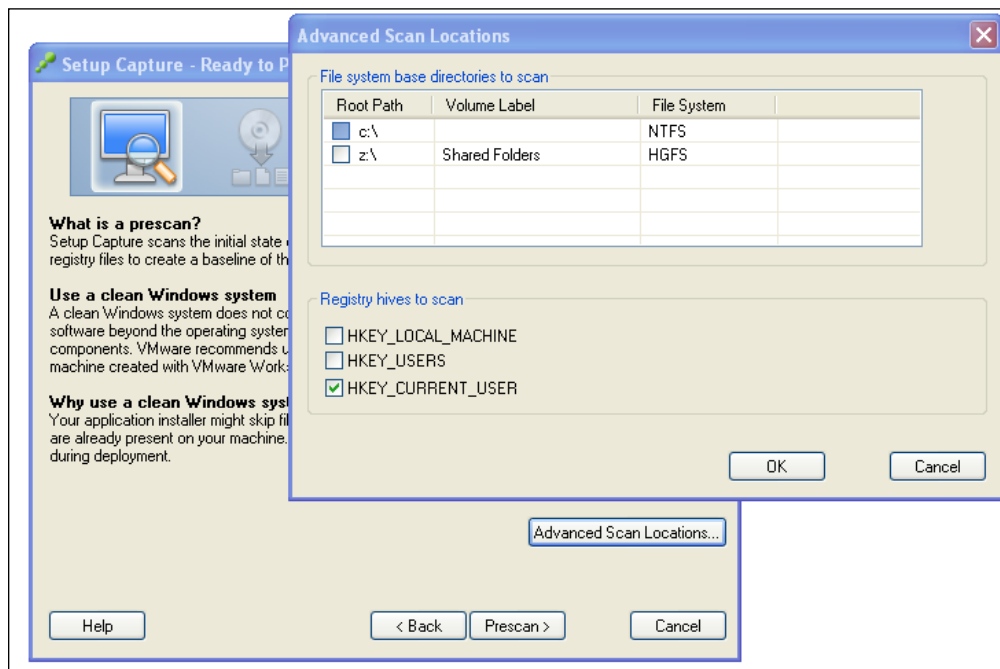 Advanced Scan Locations
File system base directories to scan
Root Path Volume Label File System
c:\ NTFS
z:\ Shared Folders HGFS
Registry hives to scan
HKEY_LOCAL_MACHINE
HKEY_USERS
HKEY_CURRENT_USER
OK Cancel
Setup Capture - Ready to P
What is a prescan?
Setup Capture scans the initial state
registry files to create a baseline of th
Use a clean Windows system
A clean Windows system does not co
software beyond the operating system
components. VMware recommends u
machine created with VMware Works
Why use a clean Windows syst
Your application installer might skip fil
are already present on your machine.
during deployment.
Advanced Scan Locations...
Help < Back Prescan > Cancel